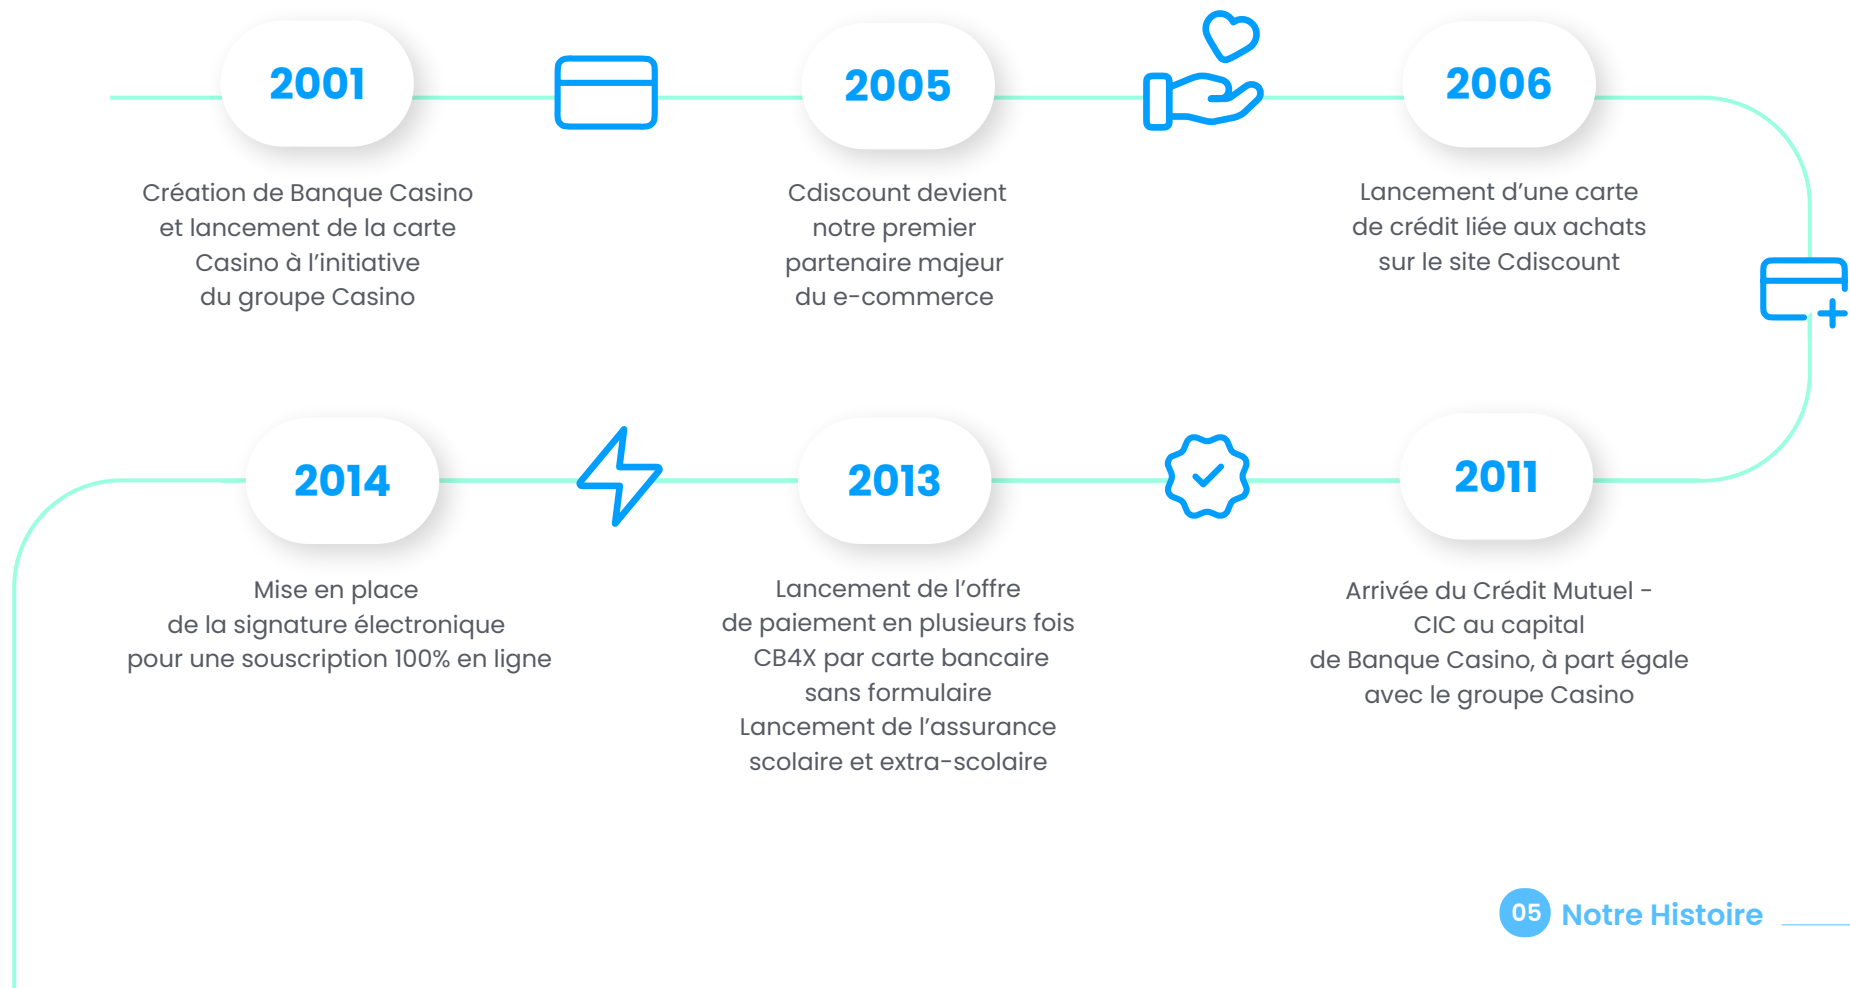 2001
Création de Banque Casino
et lancement de la carte
Casino à l’initiative
du groupe Casino
2005
Cdiscount devient
notre premier
partenaire majeur
du e-commerce
2006
Lancement d’une carte
de crédit liée aux achats
sur le site Cdiscount
2011
Arrivée du Crédit Mutuel -
CIC au capital
de Banque Casino, à part égale
avec le groupe Casino
2013
Lancement de l’offre
de paiement en plusieurs fois
CB4X par carte bancaire
sans formulaire
Lancement de l’assurance
scolaire et extra-scolaire
2014
Mise en place
de la signature électronique
pour une souscription 100% en ligne
05 Notre Histoire